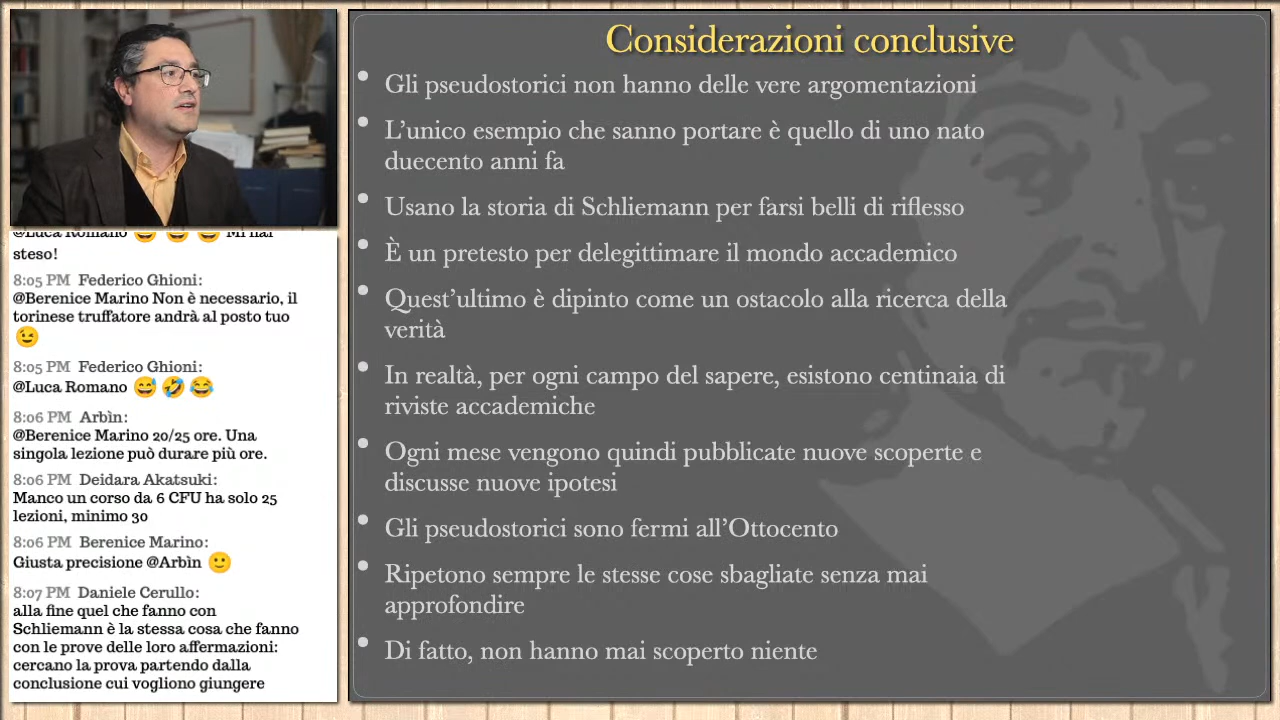 Considerazioni conclusive
• Gli pseudostorici non hanno delle vere argomentazioni
• L'unico esempio che sanno portare è quello di uno nato
duecento anni fa
• Usano la storia di Schliemann per farsi belli di riflesso
• È un pretesto per delegittimare il mondo accademico
• Quest'ultimo è dipinto come un ostacolo alla ricerca della
verità
• In realtà, per ogni campo del sapere, esistono centinaia di
riviste accademiche
• Ogni mese vengono quindi pubblicate nuove scoperte e
discusse nuove ipotesi
• Gli pseudostorici sono fermi all'Ottocento
• Ripetono sempre le stesse cose sbagliate senza mai
approfondire
• Di fatto, non hanno mai scoperto niente
@Luca Romano 😅 😅 😅 Mi hai
steso!
8:05 PM Federico Ghioni:
@Berenice Marino Non è necessario, il
torinese truffatore andrà al posto tuo
😉
8:05 PM Federico Ghioni:
@Luca Romano 😅 🤣 😂
8:06 PM Arbìn:
@Berenice Marino 20/25 ore. Una
singola lezione può durare più ore.
8:06 PM Deidara Akatsuki:
Manco un corso da 6 CFU ha solo 25
lezioni, minimo 30
8:06 PM Berenice Marino:
Giusta precisione @Arbìn 🙂
8:07 PM Daniele Cerullo:
alla fine quel che fanno con
Schliemann è la stessa cosa che fanno
con le prove delle loro affermazioni:
cercano la prova partendo dalla
conclusione cui vogliono giungere